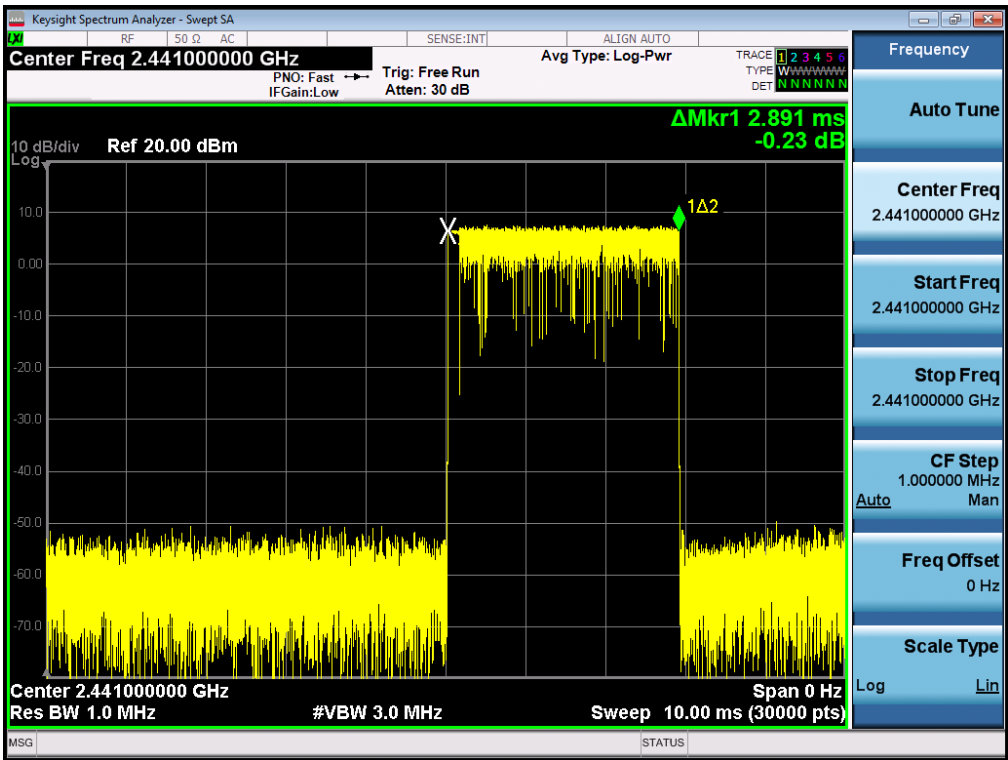 Keysight Spectrum Analyzer - Swept SA
LXI RF 50 Ω AC SENSE:INT ALIGN AUTO
Center Freq 2.441000000 GHz
PNO: Fast
IFGain:Low
Trig: Free Run
Atten: 30 dB
Avg Type: Log-Pwr
TRACE 1 2 3 4 5 6
TYPE WWWWWW
DET N N N N N N
ΔMkr1 2.891 ms
-0.23 dB
10 dB/div Ref 20.00 dBm
Log
10.0
0.00
-10.0
-20.0
-30.0
-40.0
-50.0
-60.0
-70.0
X
1Δ2
Center 2.441000000 GHz Span 0 Hz
Res BW 1.0 MHz #VBW 3.0 MHz Sweep 10.00 ms (30000 pts)
MSG STATUS
Frequency
Auto Tune
Center Freq
2.441000000 GHz
Start Freq
2.441000000 GHz
Stop Freq
2.441000000 GHz
CF Step
1.000000 MHz
Auto Man
Freq Offset
0 Hz
Scale Type
Log Lin